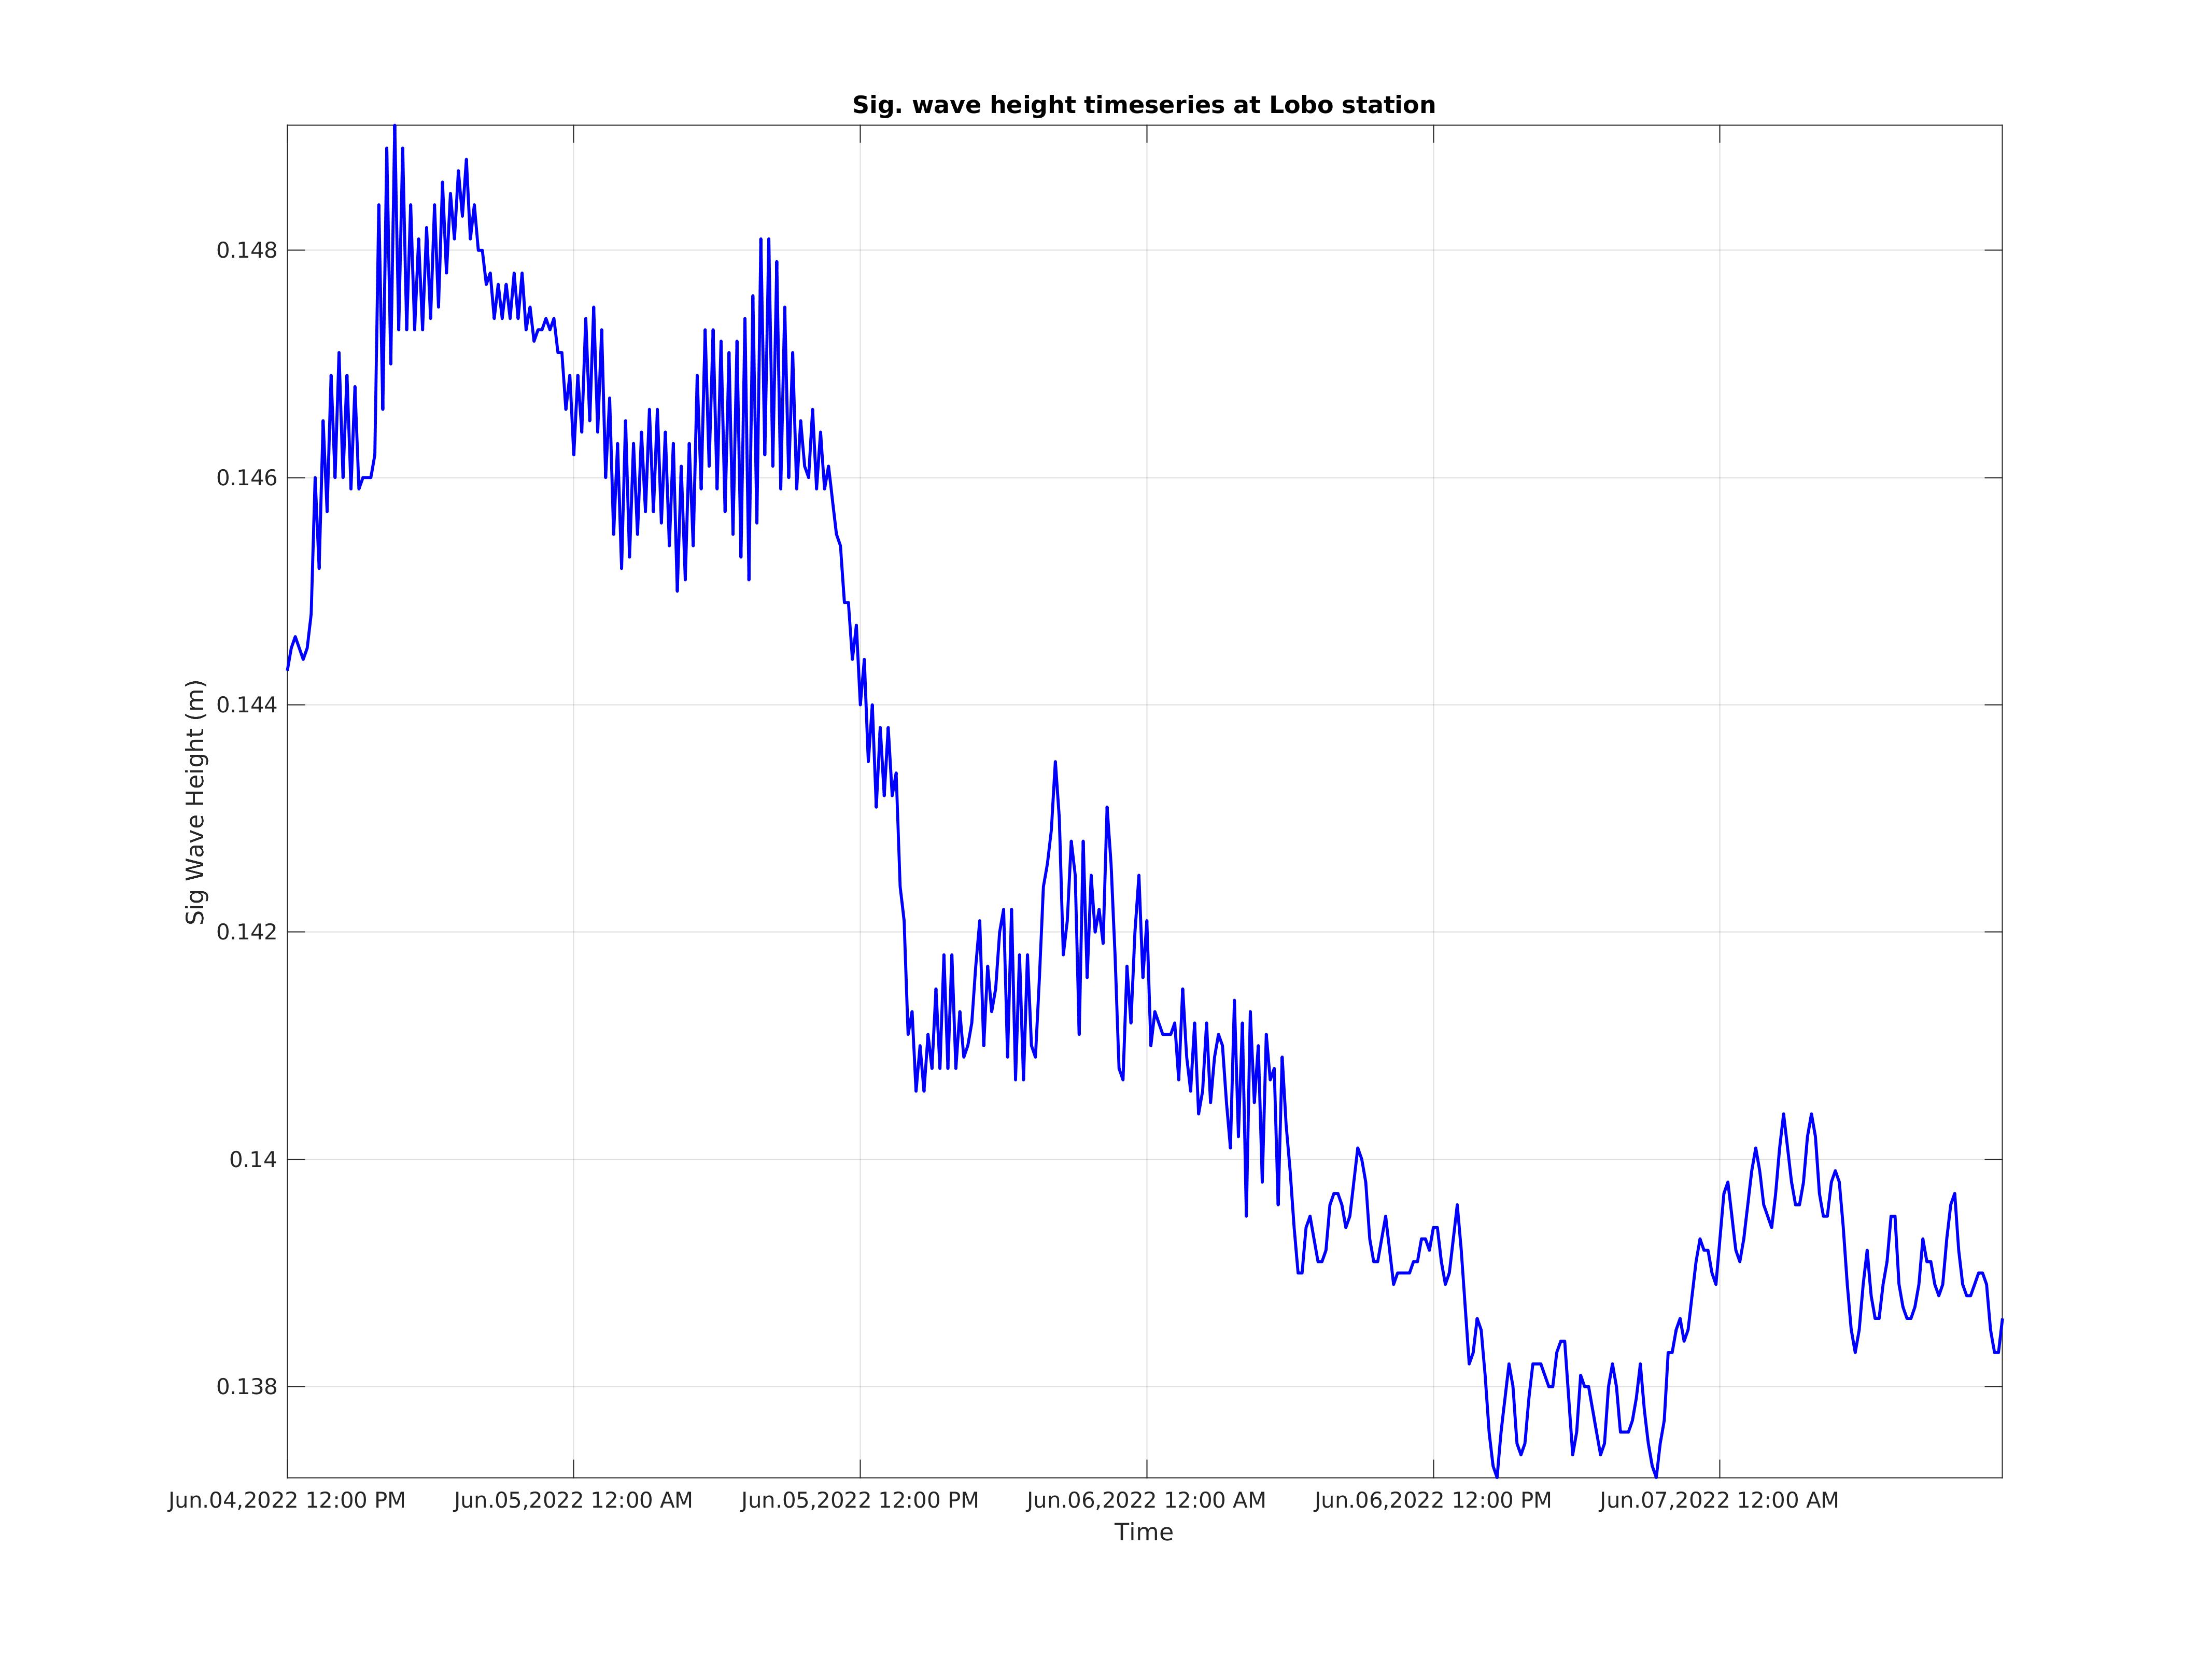 Sig. wave height timeseries at Lobo station
Sig Wave Height (m)
0.148
0.146
0.144
0.142
0.14
0.138
Jun.04,2022 12:00 PM
Jun.05,2022 12:00 AM
Jun.05,2022 12:00 PM
Jun.06,2022 12:00 AM
Jun.06,2022 12:00 PM
Jun.07,2022 12:00 AM
Time